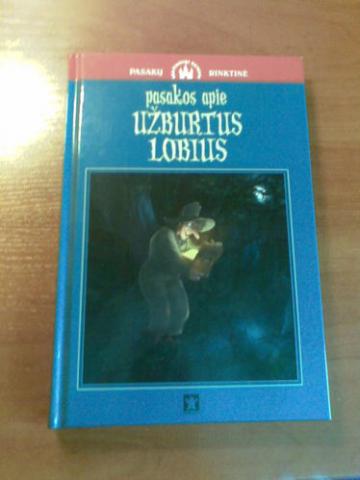 PASAKŲ RINKTINĖ
pasakos apie
UŽBURTUS
LOBIUS